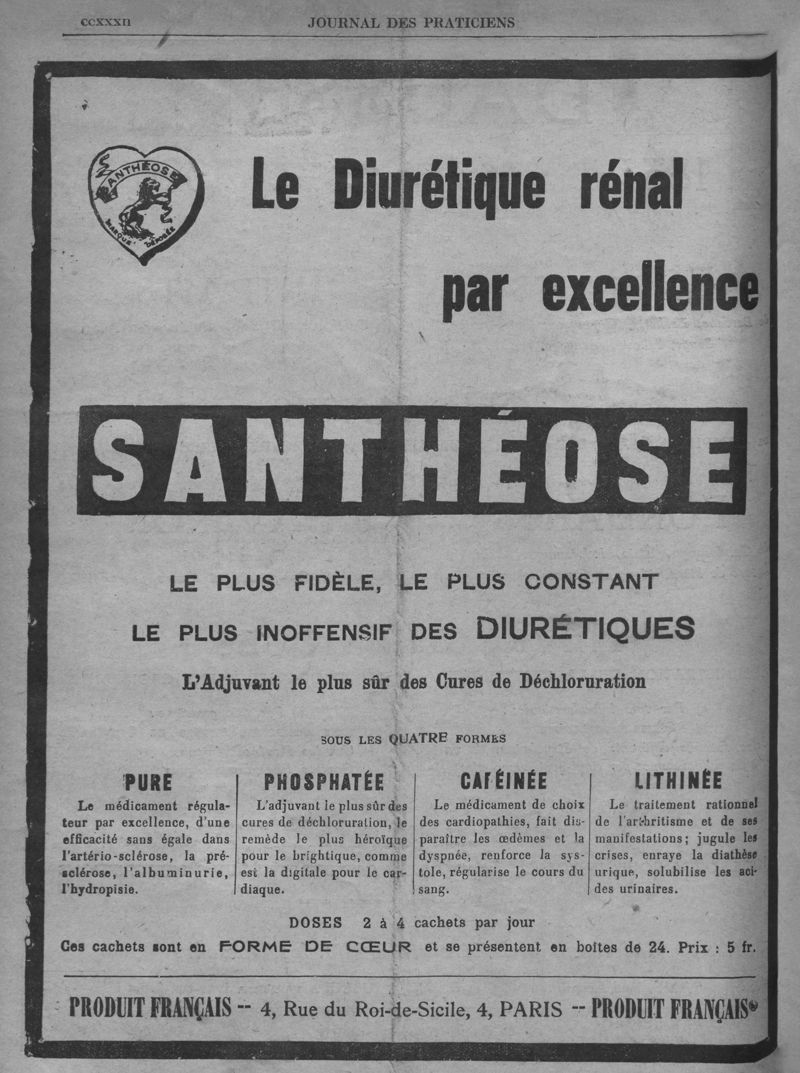 CCXXXII
JOURNAL DES PRATICIENS
SANTHÉOSE
MARQUE DÉPOSÉE
Le Diurétique rénal
par excellence
SANTHÉOSE
LE PLUS FIDÈLE, LE PLUS CONSTANT
LE PLUS INOFFENSIF DES DIURÉTIQUES
L'Adjuvant le plus sûr des Cures de Déchloruration
SOUS LES QUATRE FORMES
PURE
Le médicament régula-
teur par excellence, d'une
efficacité sans égale dans
l'artério-sclérose, la pré-
sclérose, l'albuminurie,
l'hydropisie.
PHOSPHATÉE
L'adjuvant le plus sûr des
cures de déchloruration, le
remède le plus héroïque
pour le brightique, comme
est la digitale pour le car-
diaque.
CAFÉINÉE
Le médicament de choix
des cardiopathies, fait dis-
paraître les œdèmes et la
dyspnée, renforce la sys-
tole, régularise le cours du
sang.
LITHINÉE
Le traitement rationnel
de l'arthritisme et de ses
manifestations; jugule les
crises, enraye la diathèse
urique, solubilise les aci-
des urinaires.
DOSES 2 à 4 cachets par jour
Ces cachets sont en FORME DE CŒUR et se présentent en boîtes de 24. Prix : 5 fr.
PRODUIT FRANÇAIS -- 4, Rue du Roi-de-Sicile, 4, PARIS -- PRODUIT FRANÇAIS